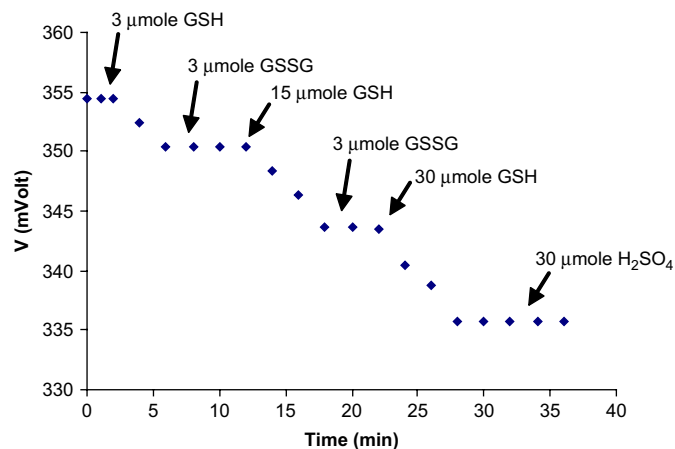 3 μmole GSH
3 μmole GSSG
15 μmole GSH
3 μmole GSSG
30 μmole GSH
30 μmole H₂SO₄
V (mVolt)
360
355
350
345
340
335
330
0 5 10 15 20 25 30 35 40
Time (min)